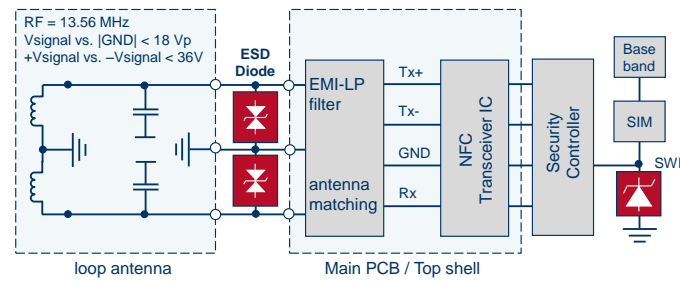 RF = 13.56 MHz
Vsignal vs. |GND| < 18 Vp
+Vsignal vs. –Vsignal < 36V
ESD
Diode
EMI-LP
filter
antenna
matching
Tx+
Tx-
GND
Rx
NFC
Transceiver IC
Security
Controller
Base
band
SIM
SWI
loop antenna
Main PCB / Top shell